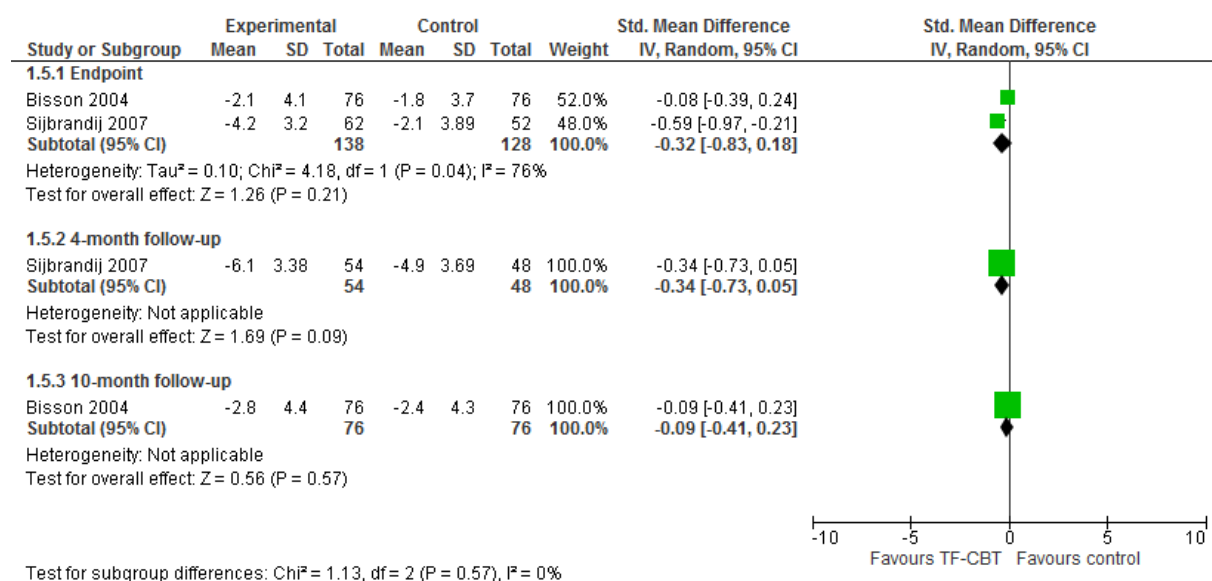 Experimental Control Std. Mean Difference Std. Mean Difference
Study or Subgroup Mean SD Total Mean SD Total Weight IV, Random, 95% CI IV, Random, 95% CI
1.5.1 Endpoint
Bisson 2004 -2.1 4.1 76 -1.8 3.7 76 52.0% -0.08 [-0.39, 0.24]
Sijbrandij 2007 -4.2 3.2 62 -2.1 3.89 52 48.0% -0.59 [-0.97, -0.21]
Subtotal (95% CI) 138 128 100.0% -0.32 [-0.83, 0.18]
Heterogeneity: Tau² = 0.10; Chi² = 4.18, df = 1 (P = 0.04); I² = 76%
Test for overall effect: Z = 1.26 (P = 0.21)
1.5.2 4-month follow-up
Sijbrandij 2007 -6.1 3.38 54 -4.9 3.69 48 100.0% -0.34 [-0.73, 0.05]
Subtotal (95% CI) 54 48 100.0% -0.34 [-0.73, 0.05]
Heterogeneity: Not applicable
Test for overall effect: Z = 1.69 (P = 0.09)
1.5.3 10-month follow-up
Bisson 2004 -2.8 4.4 76 -2.4 4.3 76 100.0% -0.09 [-0.41, 0.23]
Subtotal (95% CI) 76 76 100.0% -0.09 [-0.41, 0.23]
Heterogeneity: Not applicable
Test for overall effect: Z = 0.56 (P = 0.57)
-10 -5 0 5 10
Favours TF-CBT Favours control
Test for subgroup differences: Chi² = 1.13, df = 2 (P = 0.57), I² = 0%